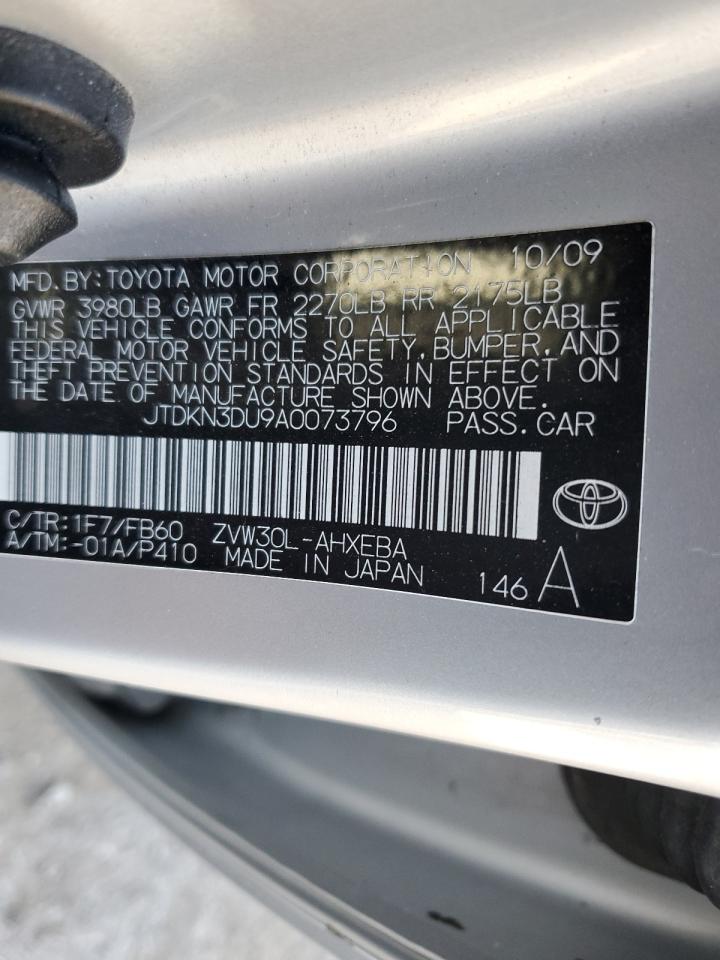 MFD.BY:TOYOTA MOTOR CORPORATION 10/09
GVWR 3980LB GAWR FR 2270LB RR 2175LB
THIS VEHICLE CONFORMS TO ALL APPLICABLE
FEDERAL MOTOR VEHICLE SAFETY,BUMPER,AND
THEFT PREVENTION STANDARDS IN EFFECT ON
THE DATE OF MANUFACTURE SHOWN ABOVE.
JTDKN3DU9A0073796 PASS.CAR
C/TR:1F7/FB60 ZVW30L-AHXEBA
A/TM:-01A/P410 MADE IN JAPAN 146 A